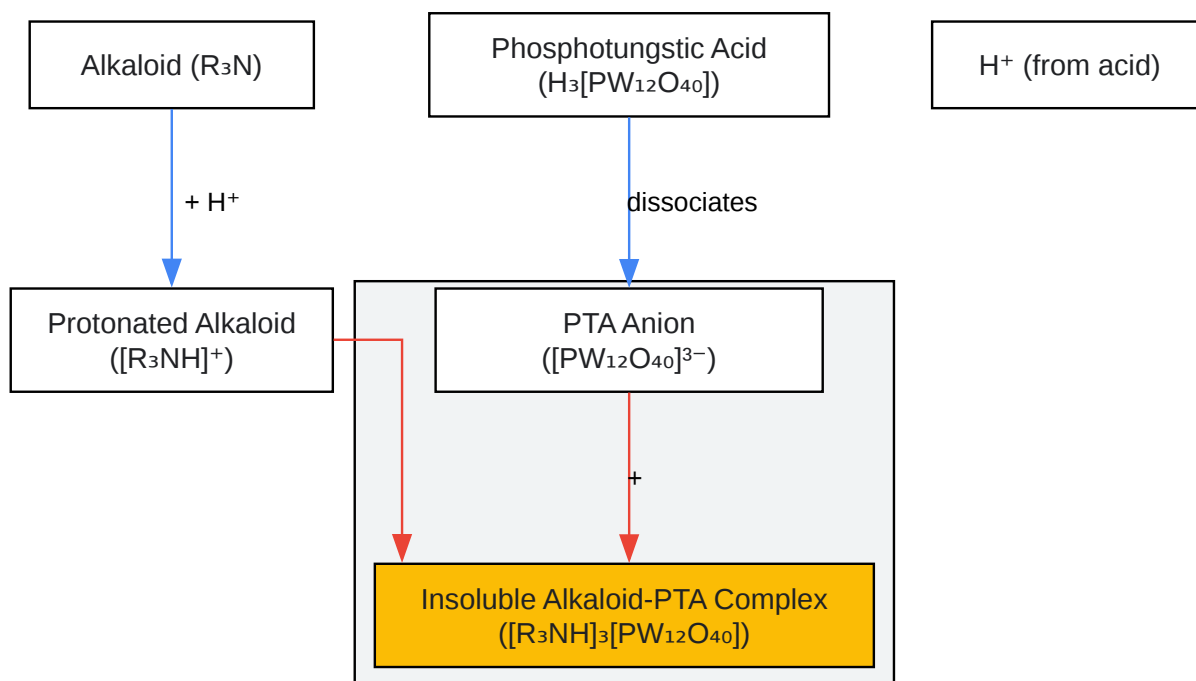 Alkaloid (R₃N)
Phosphotungstic Acid
(H₃[PW₁₂O₄₀])
H⁺ (from acid)
+ H⁺
dissociates
Protonated Alkaloid
([R₃NH]⁺)
PTA Anion
([PW₁₂O₄₀]³⁻)
+
Insoluble Alkaloid-PTA Complex
([R₃NH]₃[PW₁₂O₄₀])